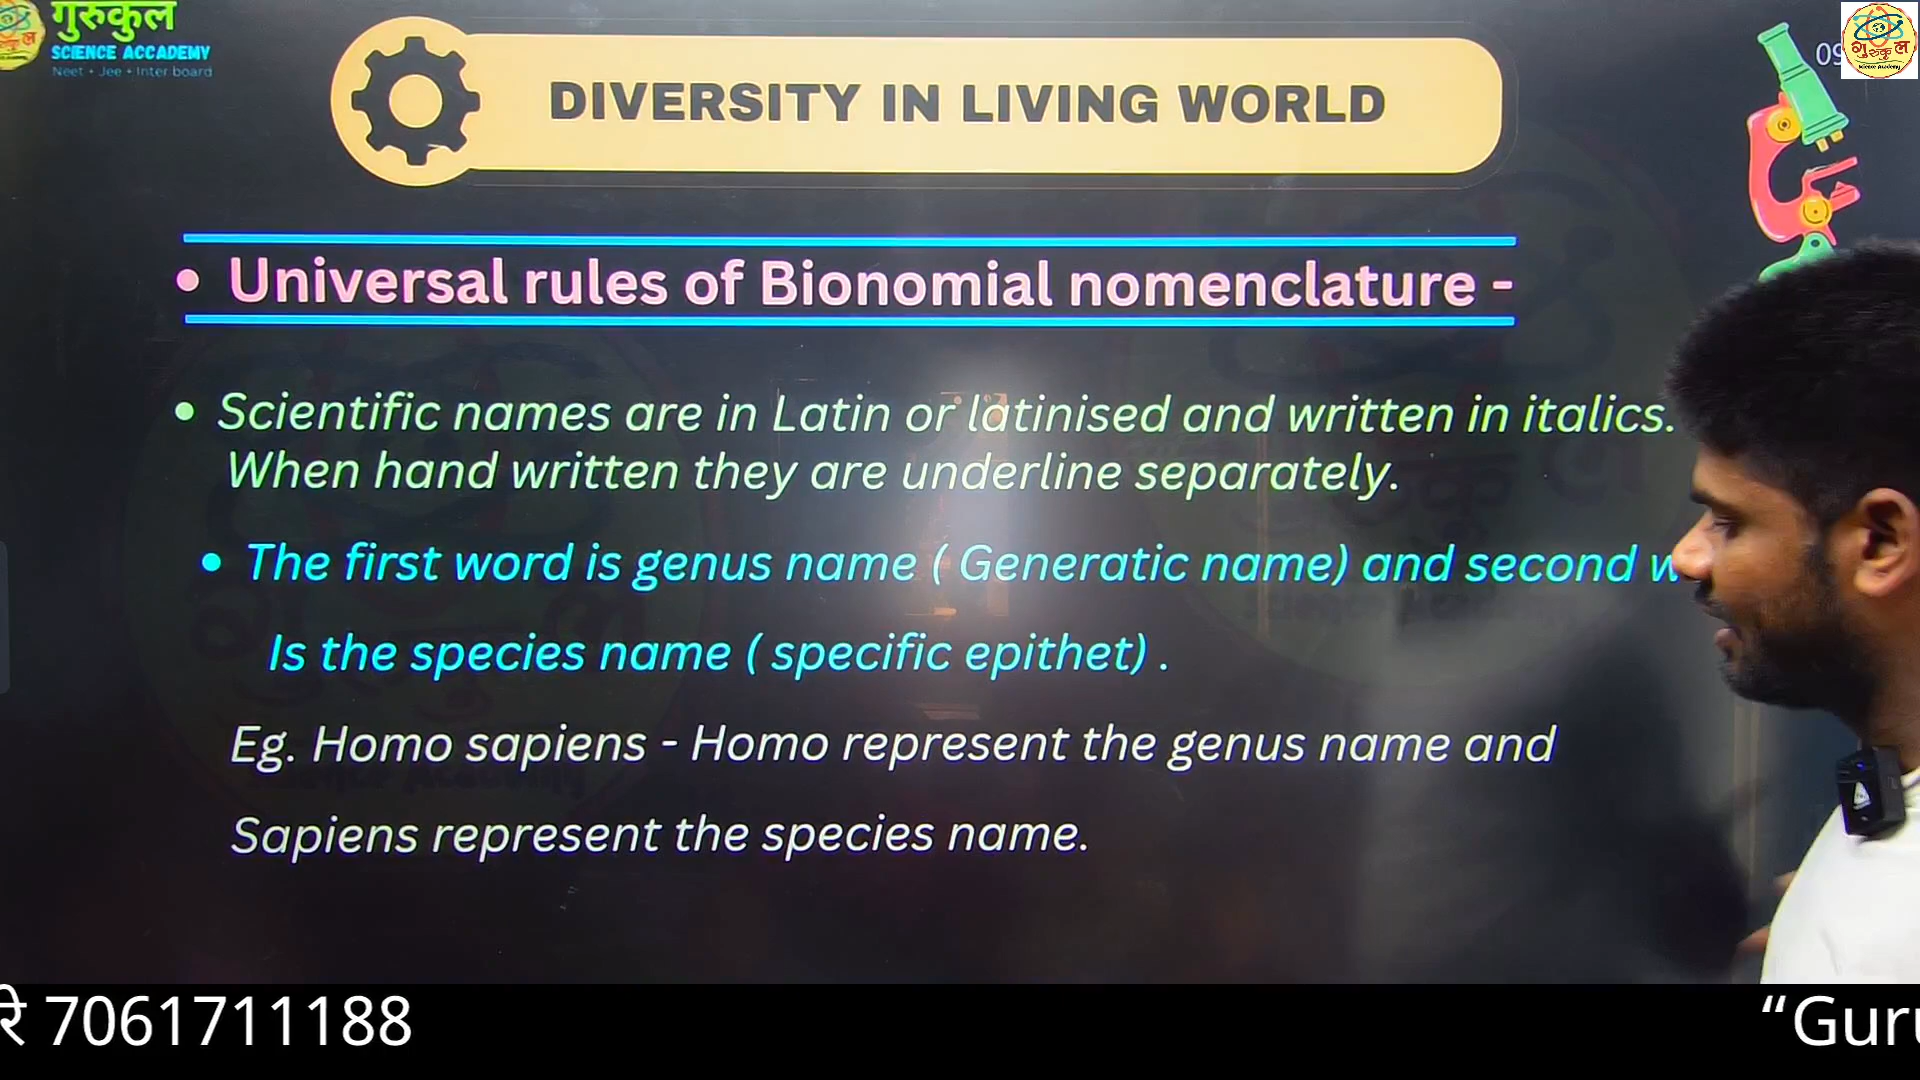 गुरुकुल
SCIENCE ACCADEMY
Neet • Jee • Inter board
DIVERSITY IN LIVING WORLD
09
गुरुकुल
Science Academy
• Universal rules of Bionomial nomenclature -
• Scientific names are in Latin or latinised and written in italics.
When hand written they are underline separately.
• The first word is genus name ( Generatic name) and second w
Is the species name ( specific epithet) .
Eg. Homo sapiens - Homo represent the genus name and
Sapiens represent the species name.
रे 7061711188
“Guru